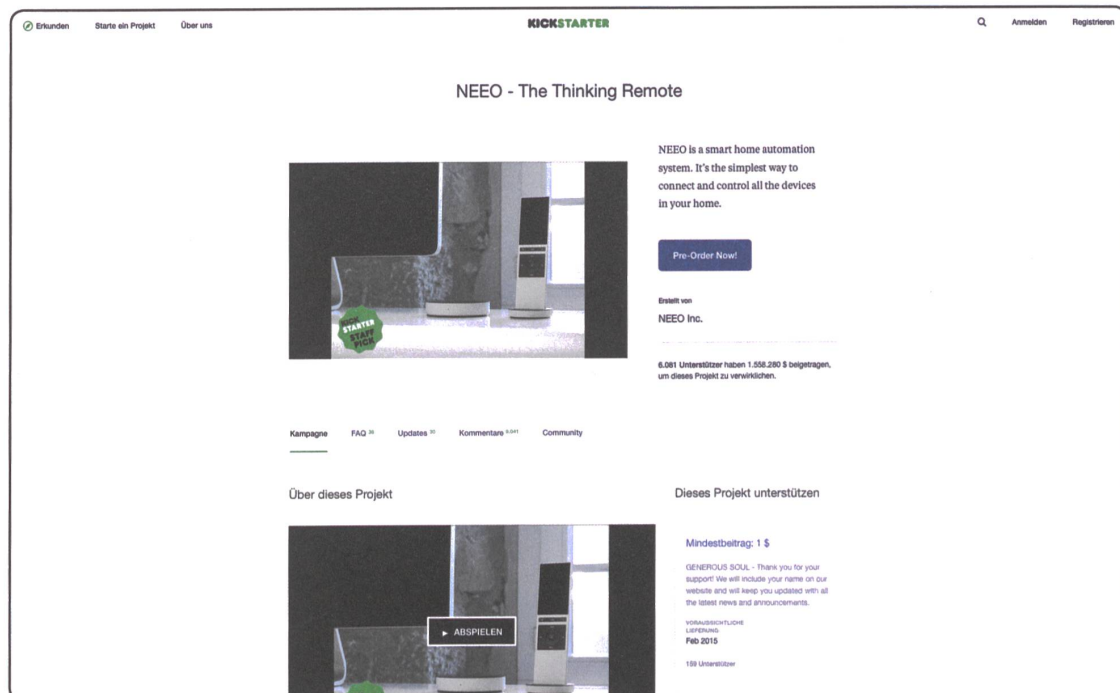 Erkunden Starte ein Projekt Über uns KICKSTARTER Anmelden Registrieren
NEEO - The Thinking Remote
NEEO is a smart home automation
system. It's the simplest way to
connect and control all the devices
in your home.
Pre-Order Now!
Erstellt von
NEEO Inc.
6.081 Unterstützer haben 1.558.280 $ beigetragen,
um dieses Projekt zu verwirklichen.
KICK
STARTER
STAFF
PICK
Kampagne FAQ Updates Kommentare Community
Über dieses Projekt
Dieses Projekt unterstützen
ABSPIELEN
Mindestbeitrag: 1 $
GENEROUS SOUL - Thank you for your
support! We will include your name on our
website and will keep you updated with all
the latest news and announcements.
VORAUSSICHTLICHE
LIEFERUNG
Feb 2015
159 Unterstützer